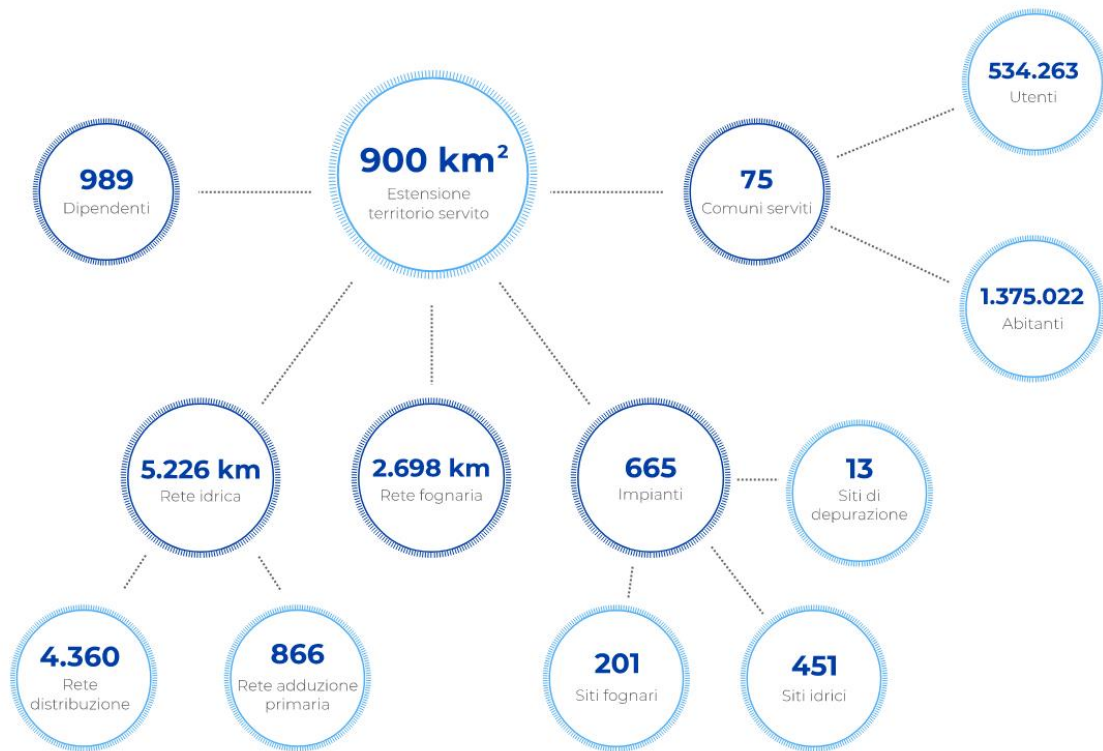 534.263
Utenti
900 km²
Estensione
territorio servito
989
Dipendenti
75
Comuni serviti
1.375.022
Abitanti
5.226 km
Rete idrica
2.698 km
Rete fognaria
665
Impianti
13
Siti di
depurazione
4.360
Rete
distribuzione
866
Rete adduzione
primaria
201
Siti fognari
451
Siti idrici